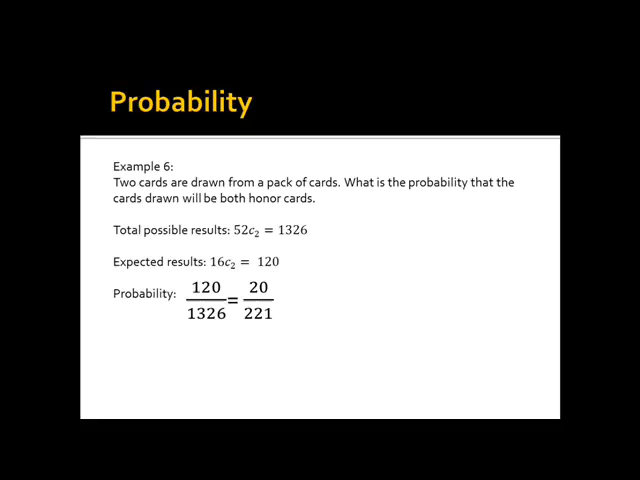 Probability
Example 6:
Two cards are drawn from a pack of cards. What is the probability that the
cards drawn will be both honor cards.
Total possible results: 52c₂ = 1326
Expected results: 16c₂ = 120
Probability: 120/1326 = 20/221